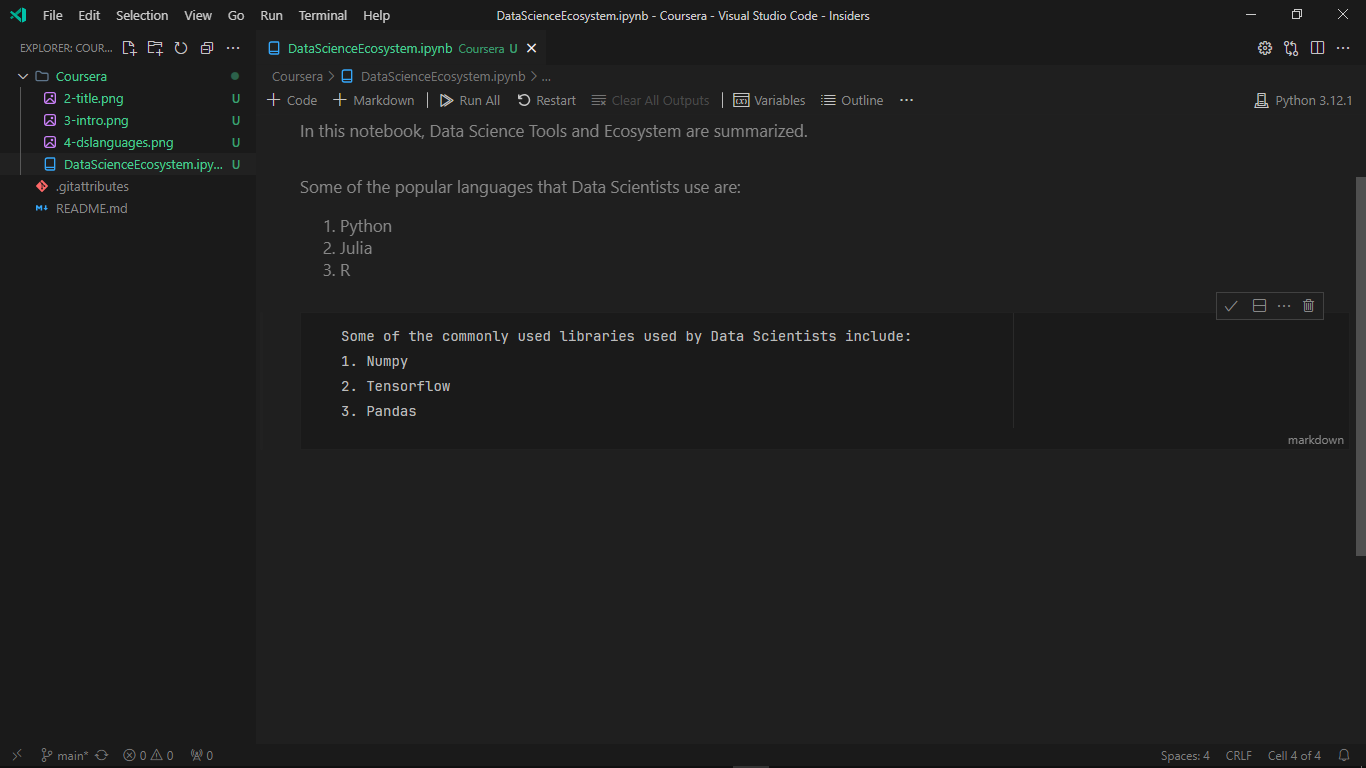 File Edit Selection View Go Run Terminal Help DataScienceEcosystem.ipynb - Coursera - Visual Studio Code - Insiders
EXPLORER: COUR...
DataScienceEcosystem.ipynb Coursera U
Coursera
2-title.png U
3-intro.png U
4-dslanguages.png U
DataScienceEcosystem.ipy... U
.gitattributes
README.md
Coursera > DataScienceEcosystem.ipynb > ...
Code Markdown Run All Restart Clear All Outputs Variables Outline ... Python 3.12.1
In this notebook, Data Science Tools and Ecosystem are summarized.
Some of the popular languages that Data Scientists use are:
1. Python
2. Julia
3. R
Some of the commonly used libraries used by Data Scientists include:
1. Numpy
2. Tensorflow
3. Pandas
markdown
main* 0 0 0 Spaces: 4 CRLF Cell 4 of 4